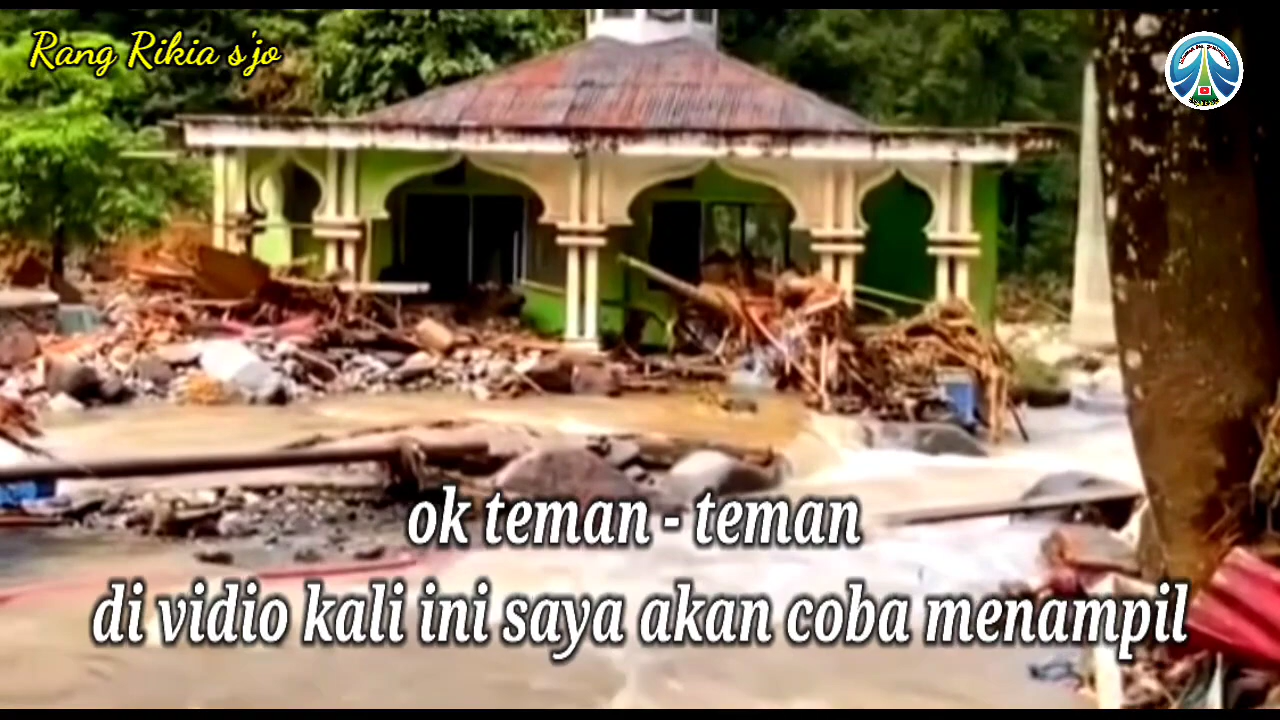 Rang Rikia s'jo
ok teman - teman
di vidio kali ini saya akan coba menampil